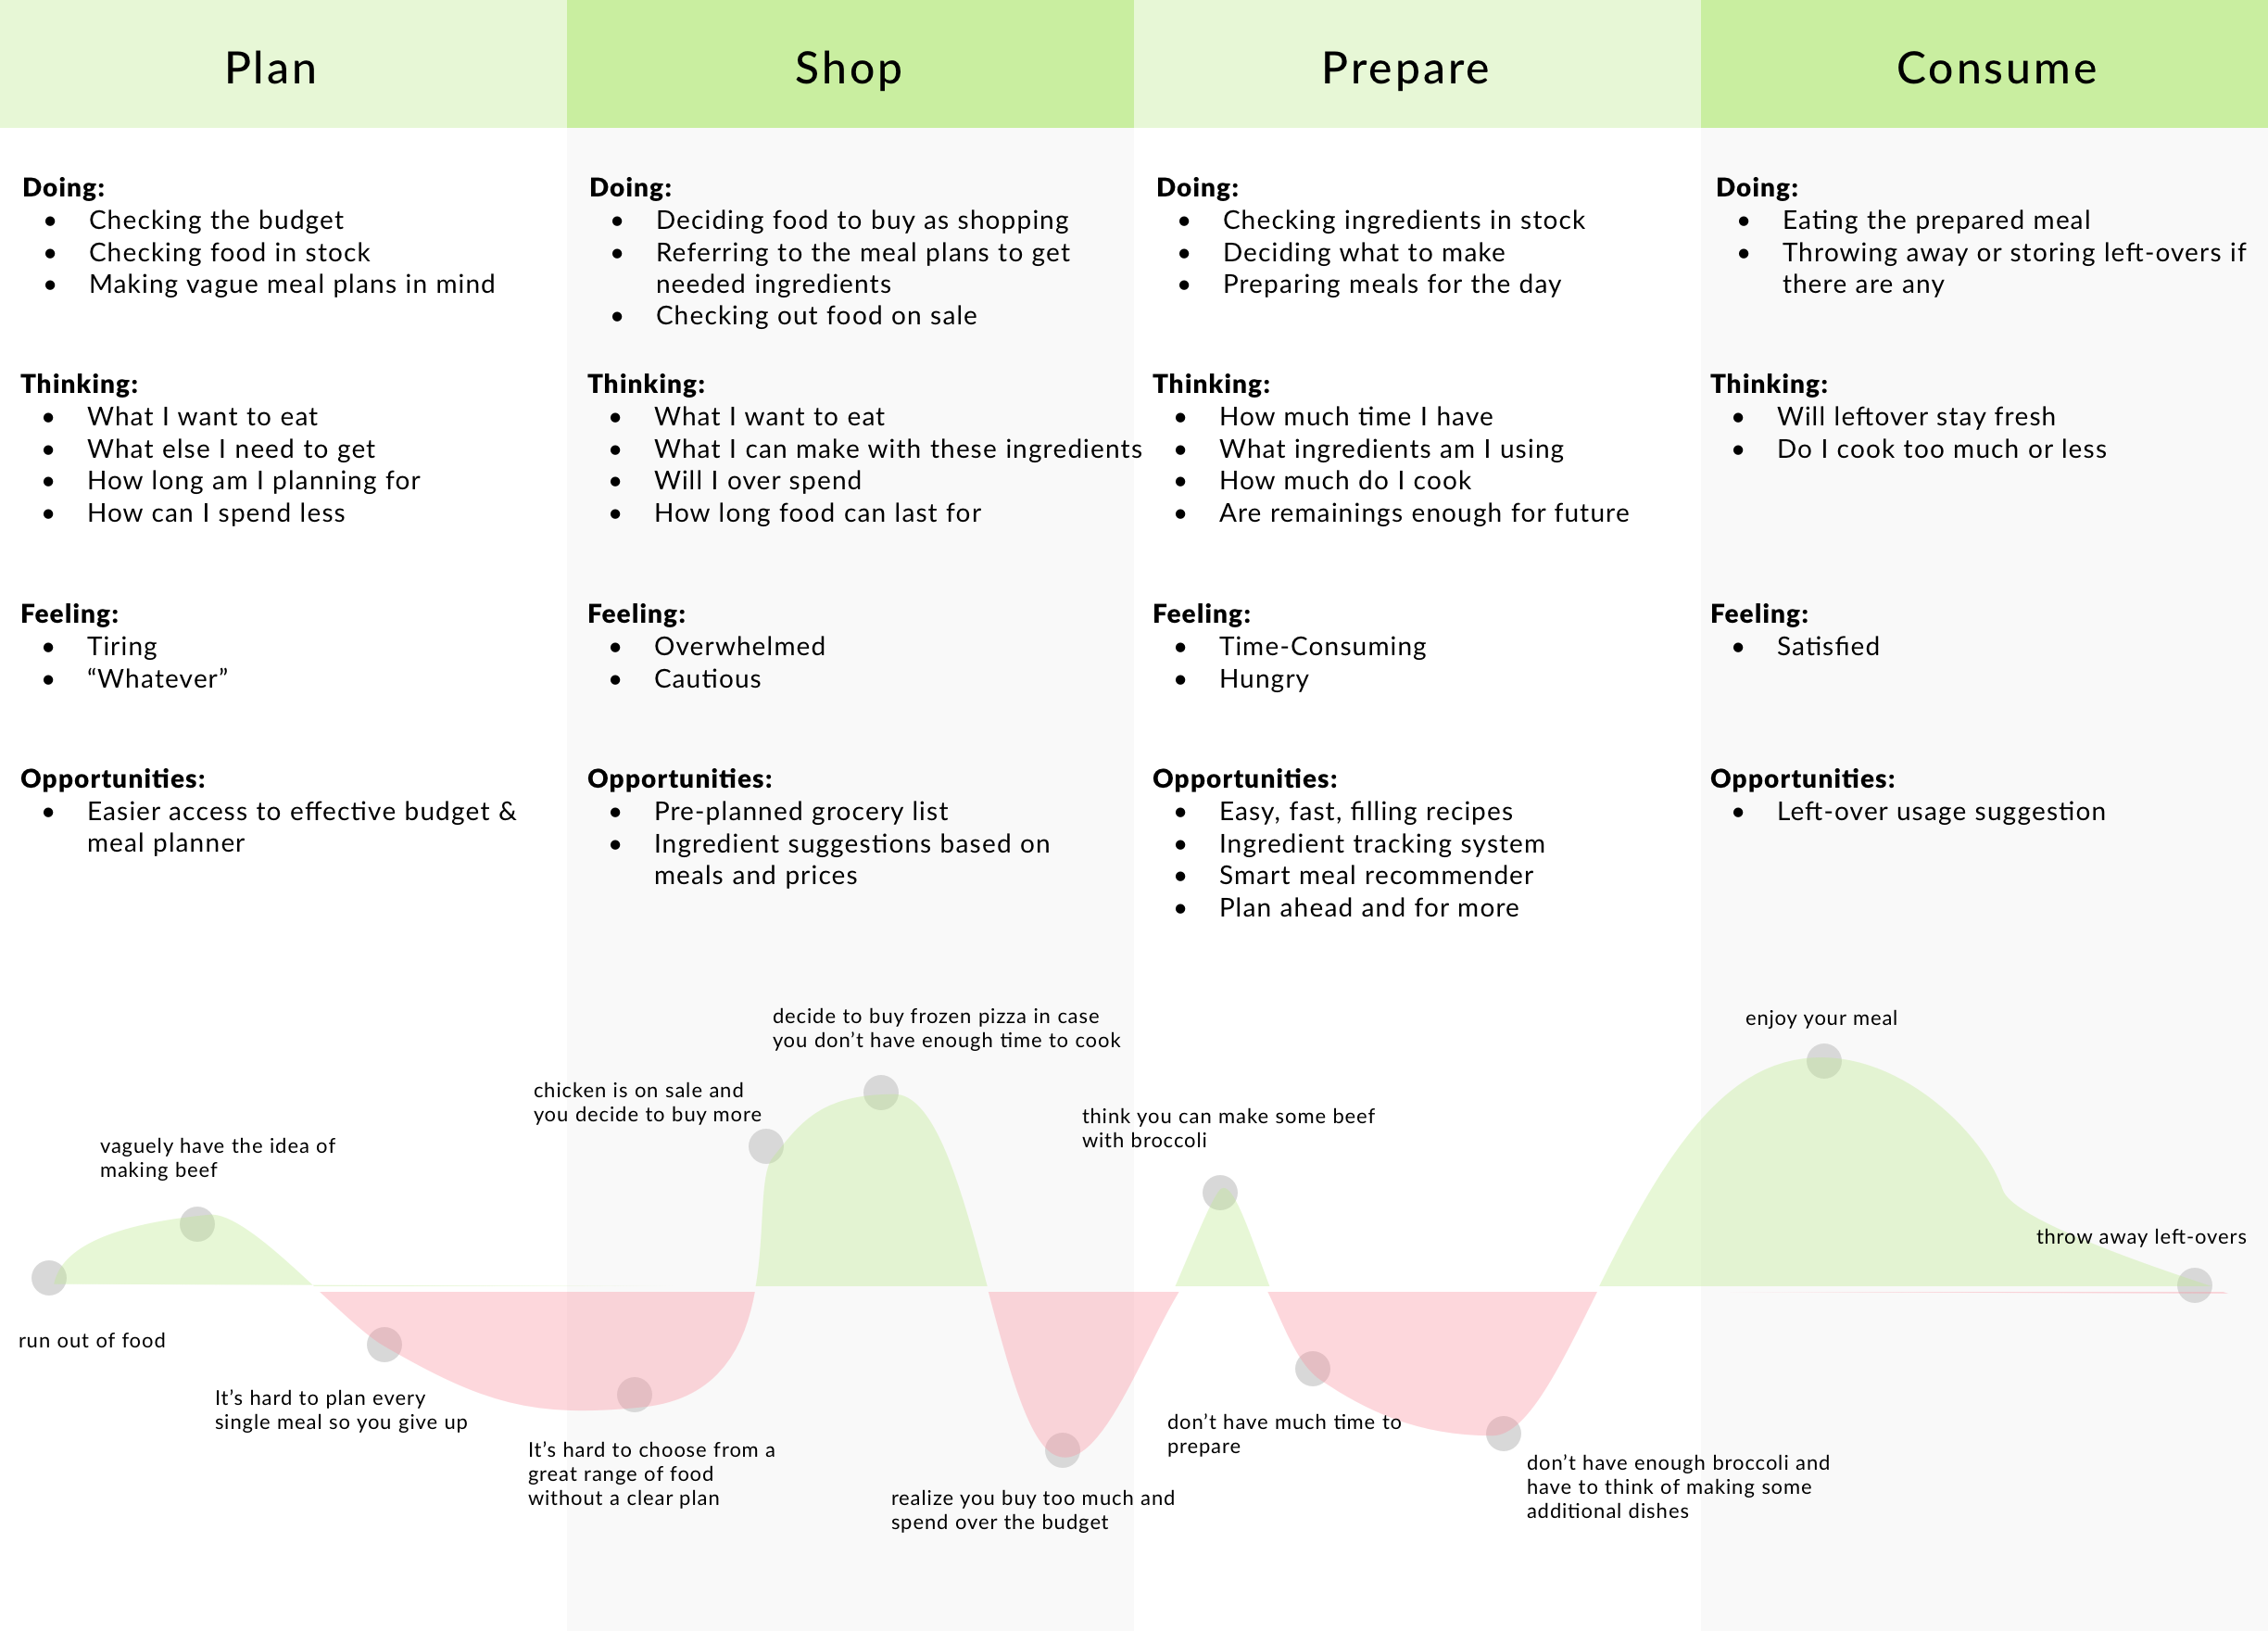 Plan
Shop
Prepare
Consume
Doing:
• Checking the budget
• Checking food in stock
• Making vague meal plans in mind
Thinking:
• What I want to eat
• What else I need to get
• How long am I planning for
• How can I spend less
Feeling:
• Tiring
• “Whatever”
Opportunities:
• Easier access to effective budget &
meal planner
Doing:
• Deciding food to buy as shopping
• Referring to the meal plans to get
needed ingredients
• Checking out food on sale
Thinking:
• What I want to eat
• What I can make with these ingredients
• Will I over spend
• How long food can last for
Feeling:
• Overwhelmed
• Cautious
Opportunities:
• Pre-planned grocery list
• Ingredient suggestions based on
meals and prices
Doing:
• Checking ingredients in stock
• Deciding what to make
• Preparing meals for the day
Thinking:
• How much time I have
• What ingredients am I using
• How much do I cook
• Are remainings enough for future
Feeling:
• Time-Consuming
• Hungry
Opportunities:
• Easy, fast, filling recipes
• Ingredient tracking system
• Smart meal recommender
• Plan ahead and for more
Doing:
• Eating the prepared meal
• Throwing away or storing left-overs if
there are any
Thinking:
• Will leftover stay fresh
• Do I cook too much or less
Feeling:
• Satisfied
Opportunities:
• Left-over usage suggestion
run out of food
vaguely have the idea of
making beef
It’s hard to plan every
single meal so you give up
It’s hard to choose from a
great range of food
without a clear plan
chicken is on sale and
you decide to buy more
decide to buy frozen pizza in case
you don’t have enough time to cook
realize you buy too much and
spend over the budget
think you can make some beef
with broccoli
don’t have much time to
prepare
don’t have enough broccoli and
have to think of making some
additional dishes
enjoy your meal
throw away left-overs